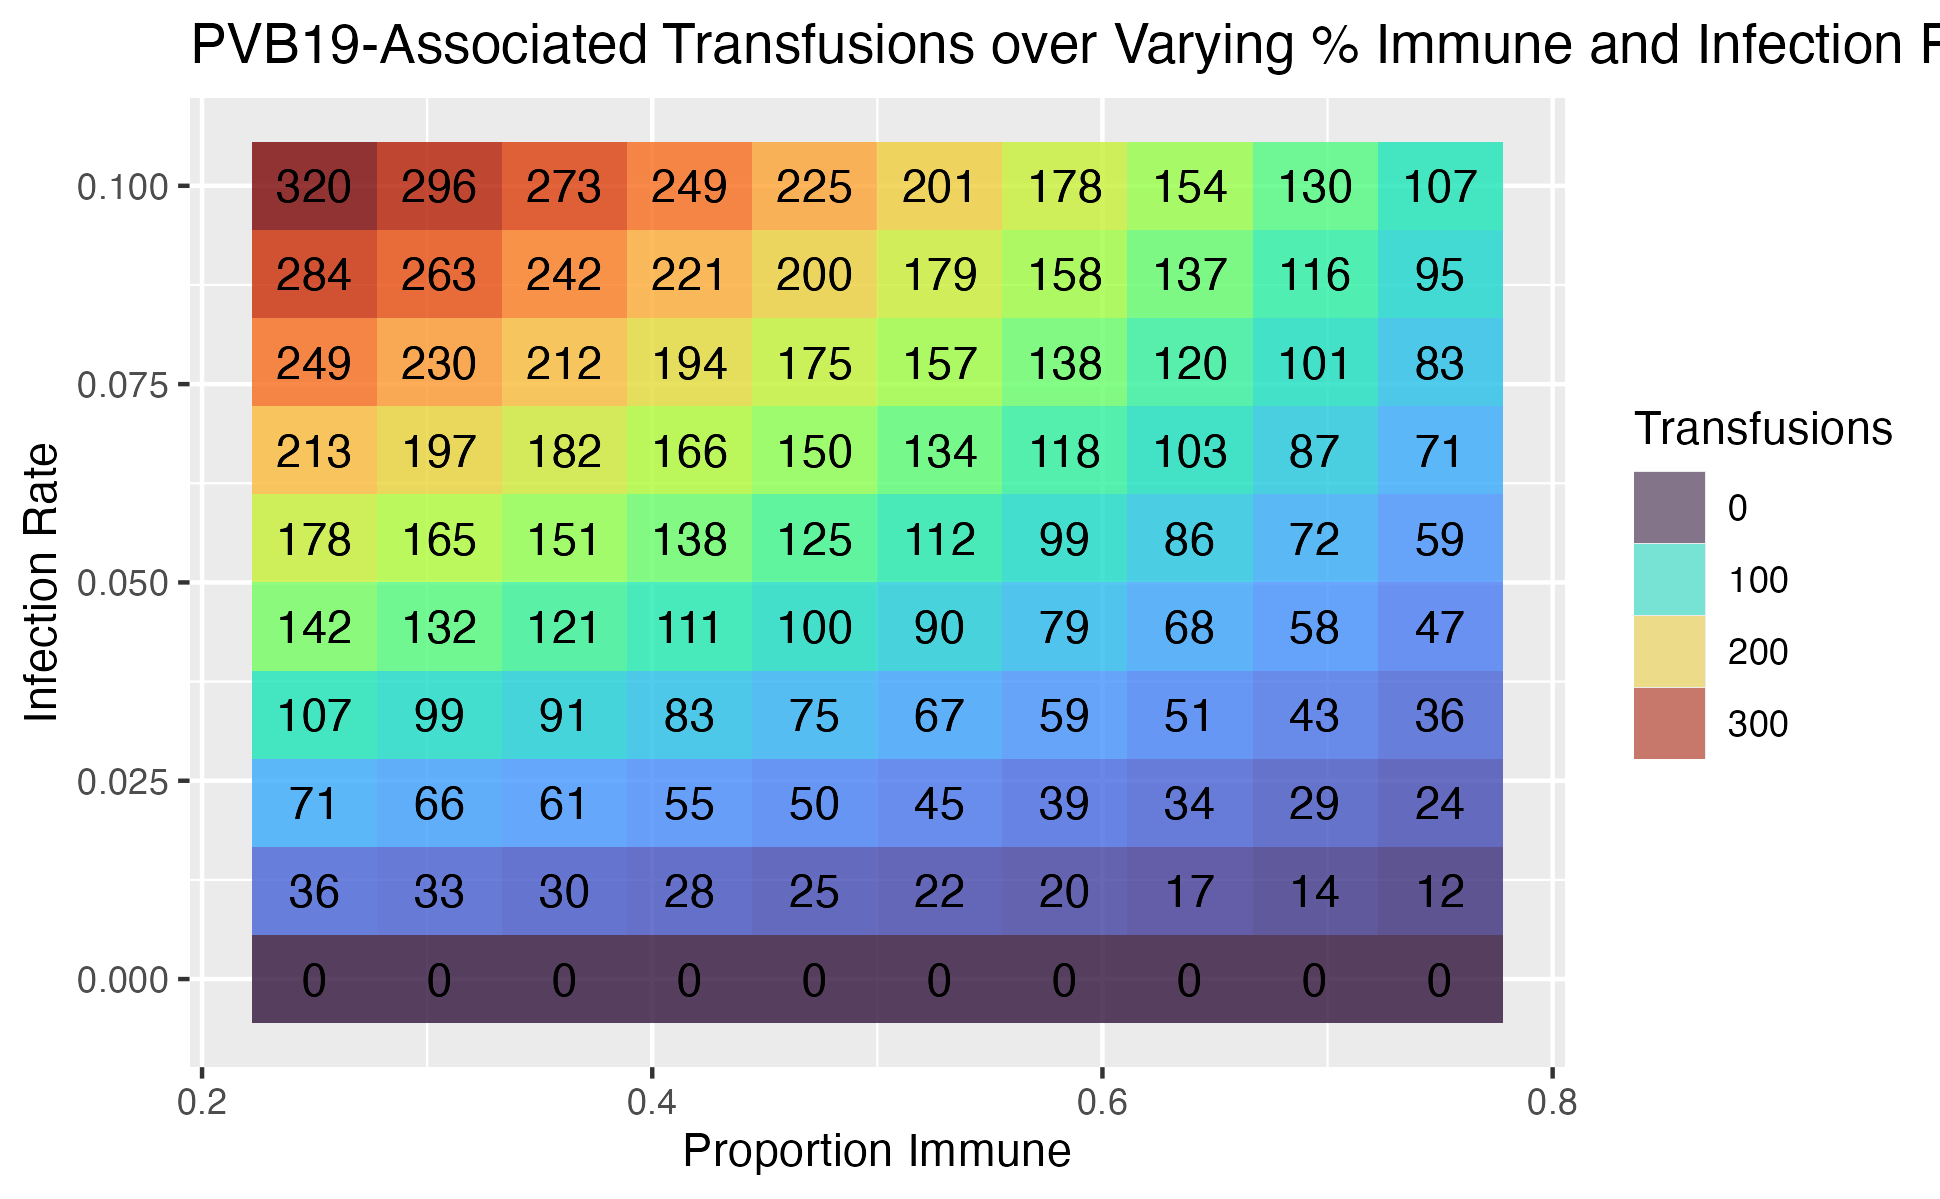 PVB19-Associated Transfusions over Varying % Immune and Infection
0.100 320 296 273 249 225 201 178 154 130 107
284 263 242 221 200 179 158 137 116 95
0.075 249 230 212 194 175 157 138 120 101 83
213 197 182 166 150 134 118 103 87 71
178 165 151 138 125 112 99 86 72 59
0.050
142 132 121 111 100 90 79 68 58 47
107 99 91 83 75 67 59 51 43 36
0.025 71 66 61 55 50 45 39 34 29 24
36 33 30 28 25 22 20 17 14 12
0.000 0 0 0 0 0 0 0 0 0 0
0.2 0.4 0.6 0.8
Proportion Immune
Infection Rate
Transfusions
0
100
200
300